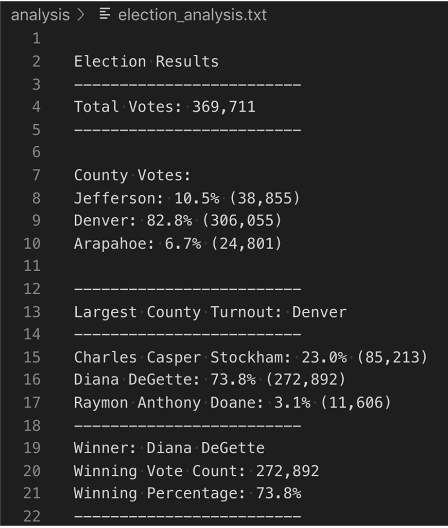 analysis > election_analysis.txt
1
2 Election Results
3 -------------------------
4 Total Votes: 369,711
5 -------------------------
6
7 County Votes:
8 Jefferson: 10.5% (38,855)
9 Denver: 82.8% (306,055)
10 Arapahoe: 6.7% (24,801)
11
12 -------------------------
13 Largest County Turnout: Denver
14 -------------------------
15 Charles Casper Stockham: 23.0% (85,213)
16 Diana DeGette: 73.8% (272,892)
17 Raymon Anthony Doane: 3.1% (11,606)
18 -------------------------
19 Winner: Diana DeGette
20 Winning Vote Count: 272,892
21 Winning Percentage: 73.8%
22 -------------------------